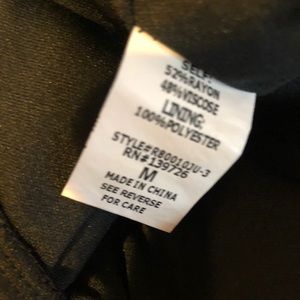 SELF:
52%RAYON
48%VISCOSE
LINING:
100%POLYESTER
STYLE#R80010JU-3
RN#139726
M
MADE IN CHINA
SEE REVERSE
FOR CARE